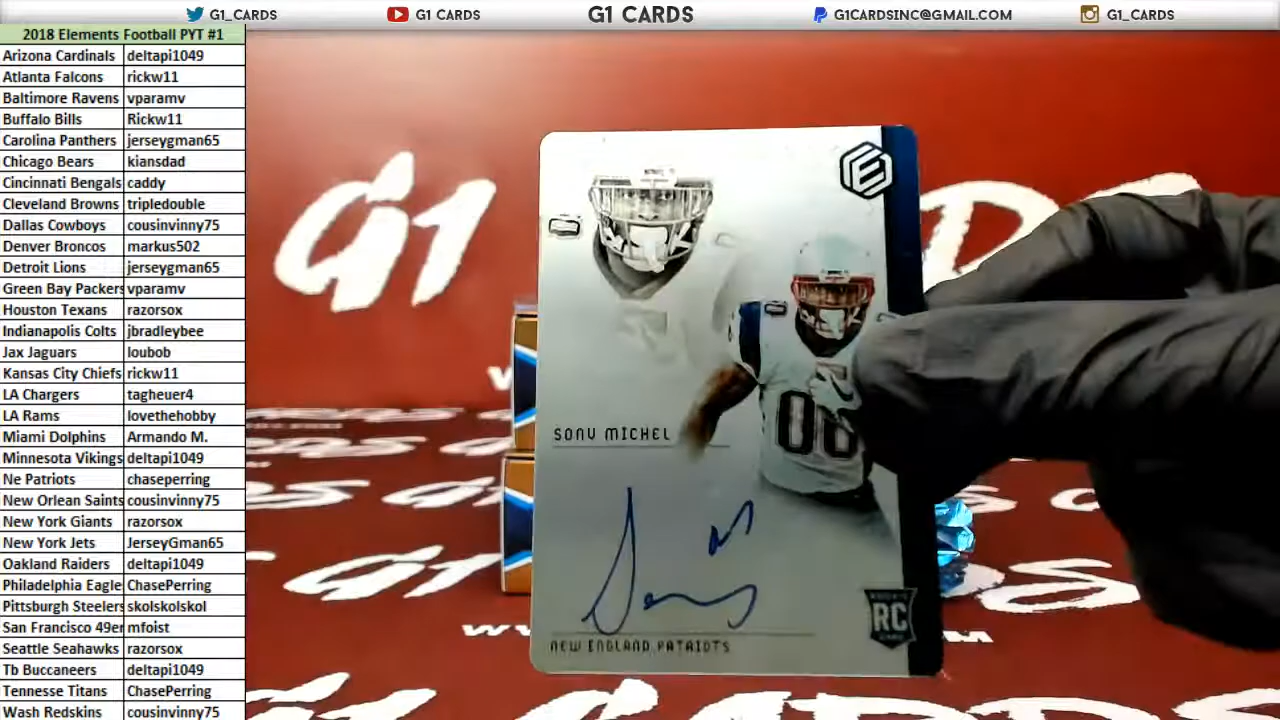 G1_CARDS
G1 CARDS
G1 CARDS
G1CARDSINC@GMAIL.COM
G1_CARDS
2018 Elements Football PYT #1
Arizona Cardinals deltapi1049
Atlanta Falcons rickw11
Baltimore Ravens vparamv
Buffalo Bills Rickw11
Carolina Panthers jerseygman65
Chicago Bears kiansdad
Cincinnati Bengals caddy
Cleveland Browns tripledouble
Dallas Cowboys cousinvinny75
Denver Broncos markus502
Detroit Lions jerseygman65
Green Bay Packers vparamv
Houston Texans razorsox
Indianapolis Colts jbradleybee
Jax Jaguars loubob
Kansas City Chiefs rickw11
LA Chargers tagheuer4
LA Rams lovethehobby
Miami Dolphins Armando M.
Minnesota Vikings deltapi1049
Ne Patriots chaseperring
New Orlean Saints cousinvinny75
New York Giants razorsox
New York Jets JerseyGman65
Oakland Raiders deltapi1049
Philadelphia Eagle ChasePerring
Pittsburgh Steelers skolskolskol
San Francisco 49er mfoist
Seattle Seahawks razorsox
Tb Buccaneers deltapi1049
Tennesse Titans ChasePerring
Wash Redskins cousinvinny75
G1
SONY MICHEL
NEW ENGLAND PATRIOTS
ROOKIE
RC
CARD